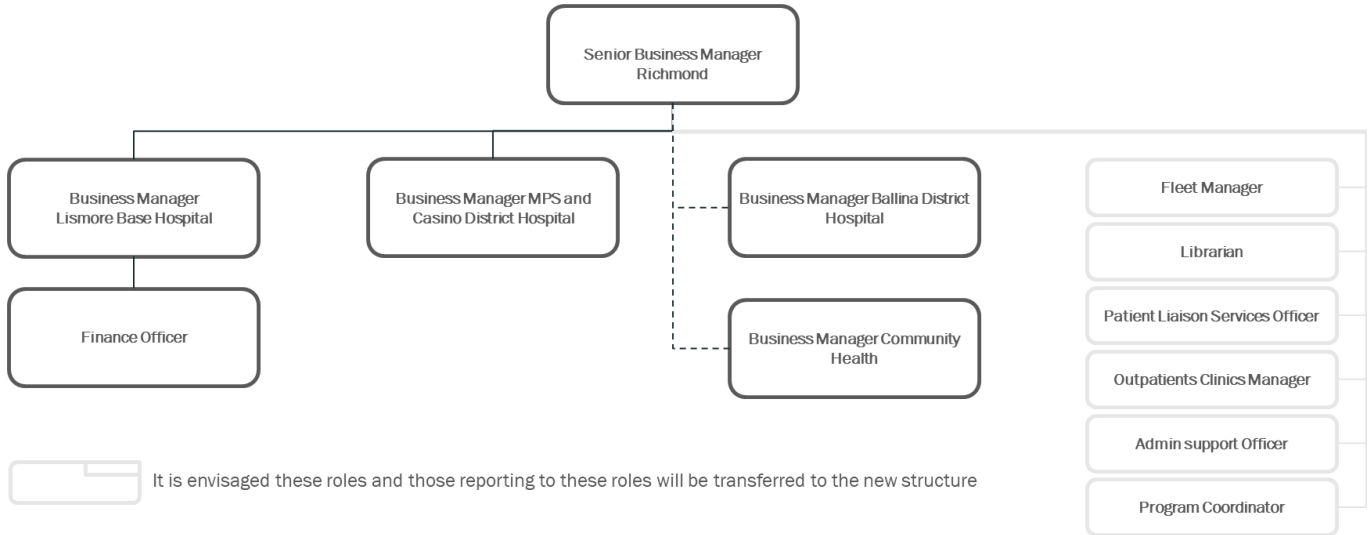 Senior Business Manager
Richmond
Business Manager
Lismore Base Hospital
Business Manager MPS and
Casino District Hospital
Business Manager Ballina District
Hospital
Fleet Manager
Librarian
Finance Officer
Business Manager Community
Health
Patient Liaison Services Officer
Outpatients Clinics Manager
Admin support Officer
Program Coordinator
It is envisaged these roles and those reporting to these roles will be transferred to the new structure